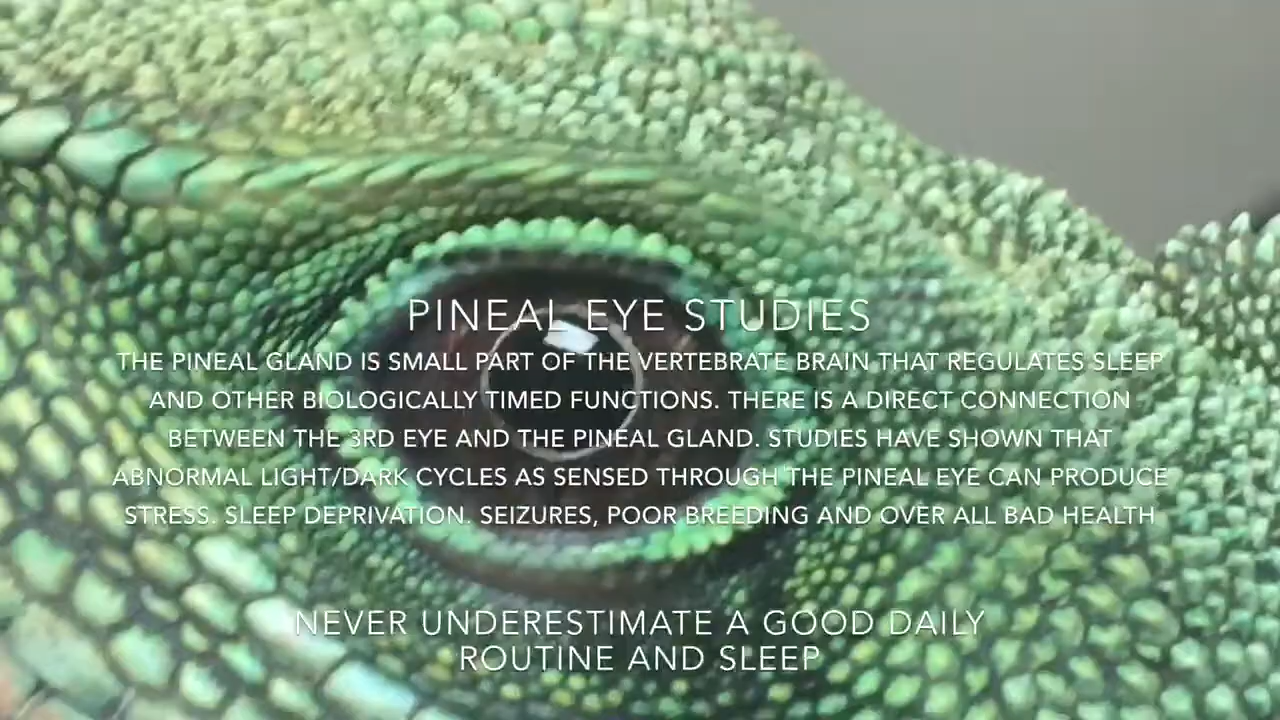 PINEAL EYE STUDIES
THE PINEAL GLAND IS SMALL PART OF THE VERTEBRATE BRAIN THAT REGULATES SLEEP
AND OTHER BIOLOGICALLY TIMED FUNCTIONS. THERE IS A DIRECT CONNECTION
BETWEEN THE 3RD EYE AND THE PINEAL GLAND. STUDIES HAVE SHOWN THAT
ABNORMAL LIGHT/DARK CYCLES AS SENSED THROUGH THE PINEAL EYE CAN PRODUCE
STRESS. SLEEP DEPRIVATION. SEIZURES, POOR BREEDING AND OVER ALL BAD HEALTH
NEVER UNDERESTIMATE A GOOD DAILY
ROUTINE AND SLEEP